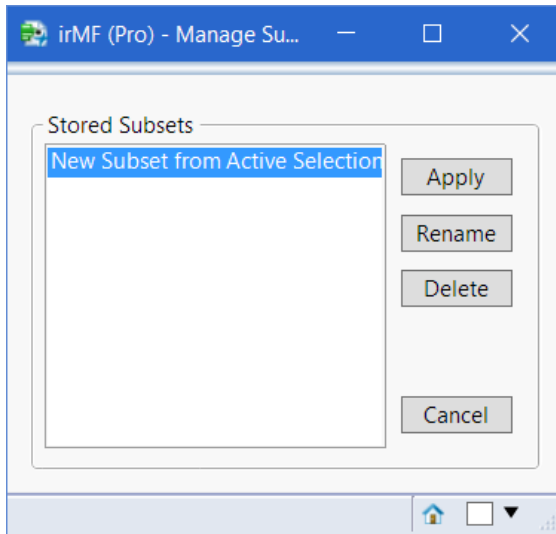 irMF (Pro) - Manage Su...
Stored Subsets
New Subset from Active Selection
Apply
Rename
Delete
Cancel